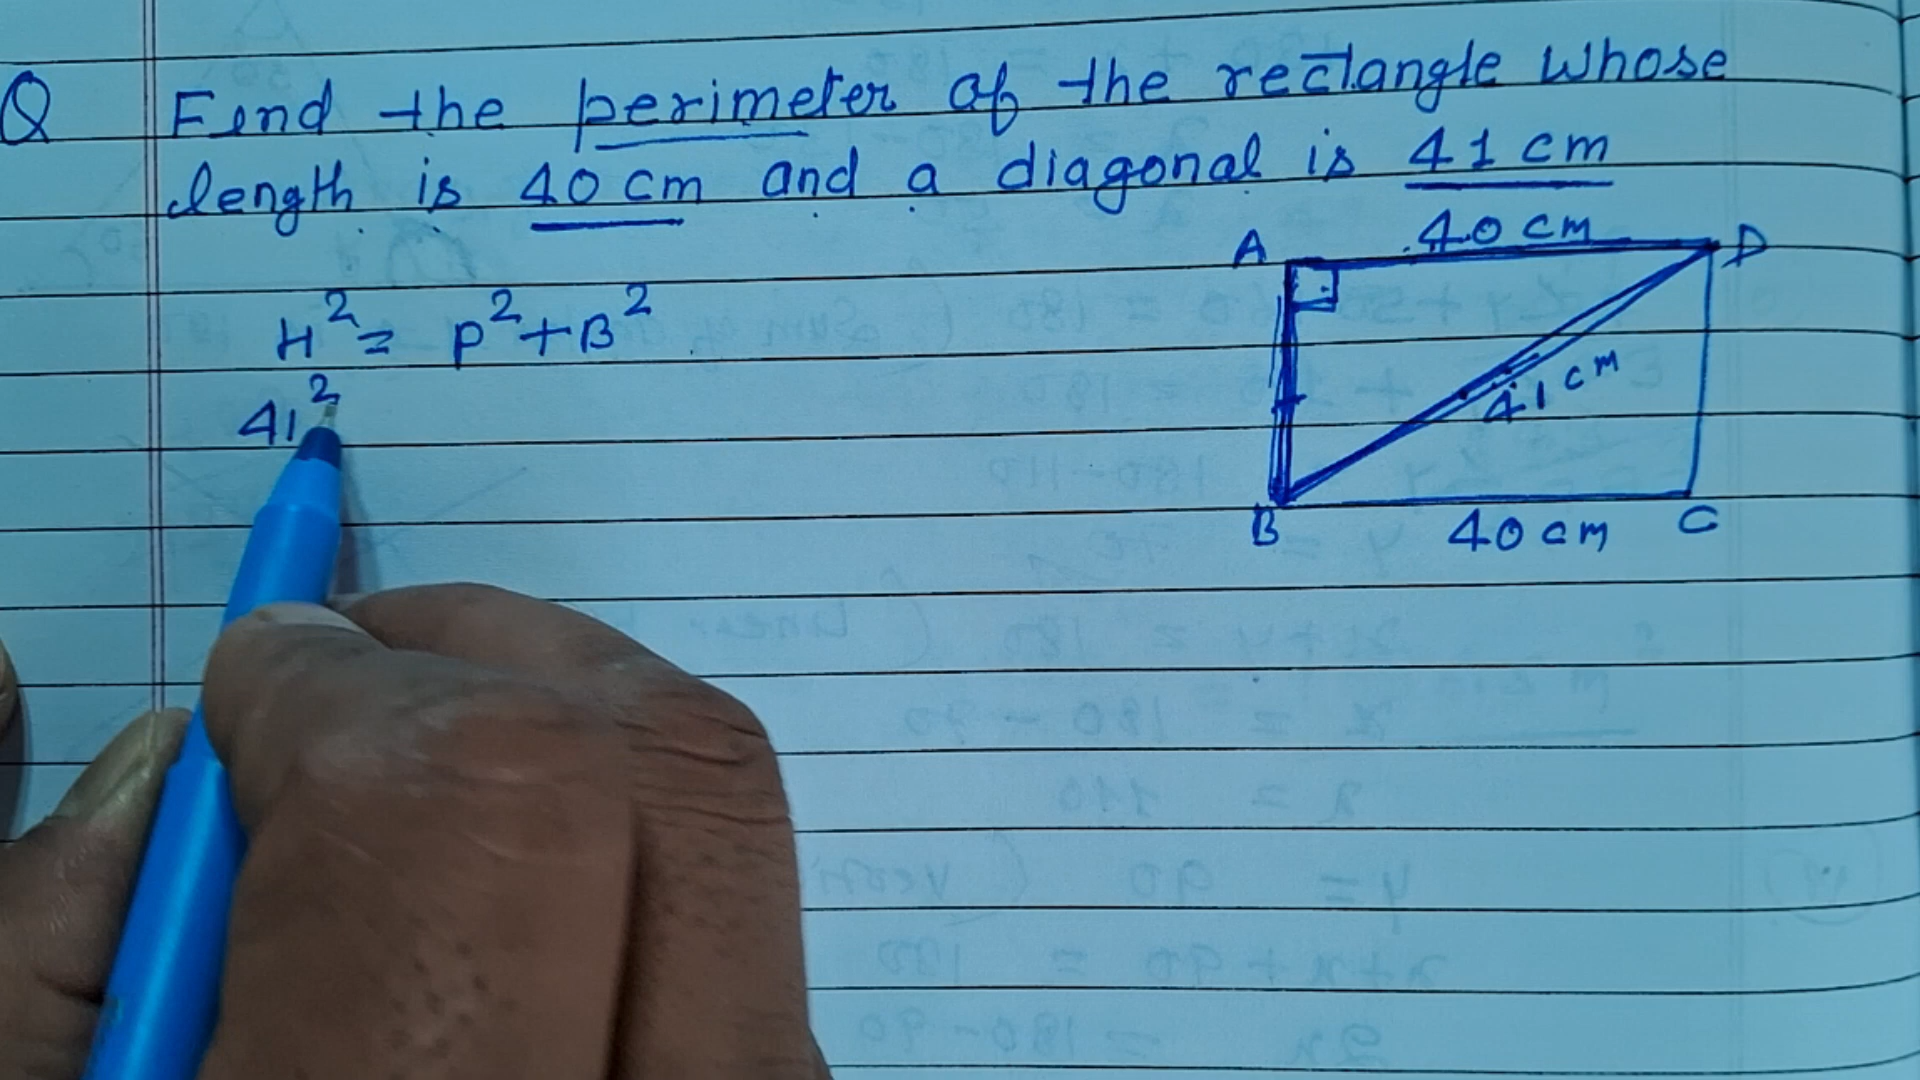 Q Find the perimeter of the rectangle whose
length is 40 cm and a diagonal is 41 cm
40 cm
A D
H² = P² + B²
41²
41 cm
B 40 cm C